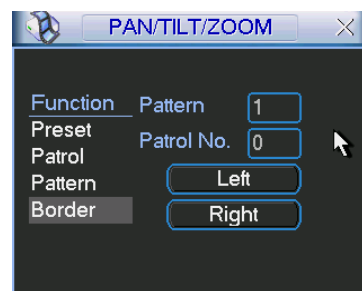 PAN/TILT/ZOOM
Function
Preset
Patrol
Pattern
Border
Pattern 1
Patrol No. 0
Left
Right